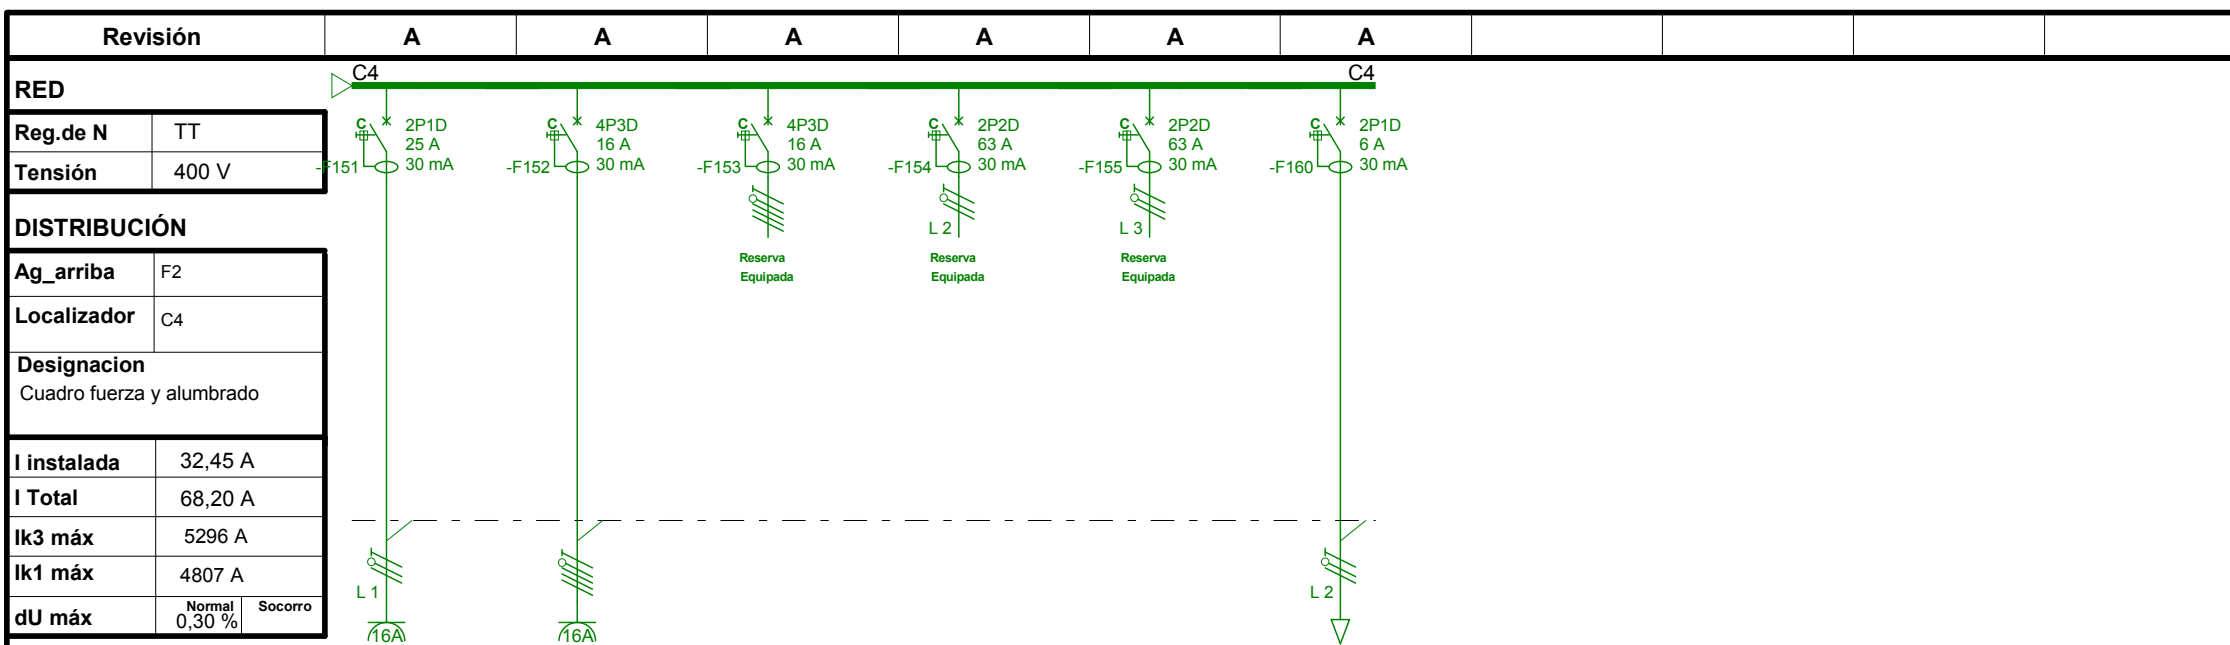 Revisión A A A A A A
RED
C4 C4
Reg.de N TT
Tensión 400 V
2P1D 4P3D 4P3D 2P2D 2P2D 2P1D
25 A 16 A 16 A 63 A 63 A 6 A
30 mA 30 mA 30 mA 30 mA 30 mA 30 mA
C C C C C C
-F151 -F152 -F153 -F154 -F155 -F160
L 2 L 3
Reserva Reserva Reserva
Equipada Equipada Equipada
DISTRIBUCIÓN
Ag_arriba F2
Localizador C4
Designacion
Cuadro fuerza y alumbrado
I instalada 32,45 A
I Total 68,20 A
Ik3 máx 5296 A
Ik1 máx 4807 A
dU máx Normal Socorro
0,30 %
L 1 L 2
16A 16A